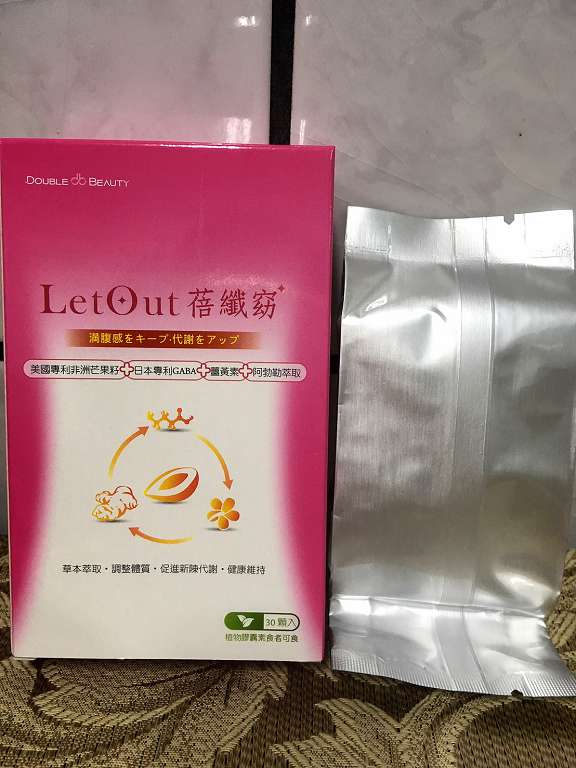 DOUBLE db BEAUTY
LetOut 蓓纖窈
満腹感をキープ·代謝をアップ
美國專利非洲芒果籽+日本專利GABA+薑黃素+阿勃勒萃取
草本萃取·調整體質·促進新陳代謝·健康維持
30顆入
植物膠囊素食者可食